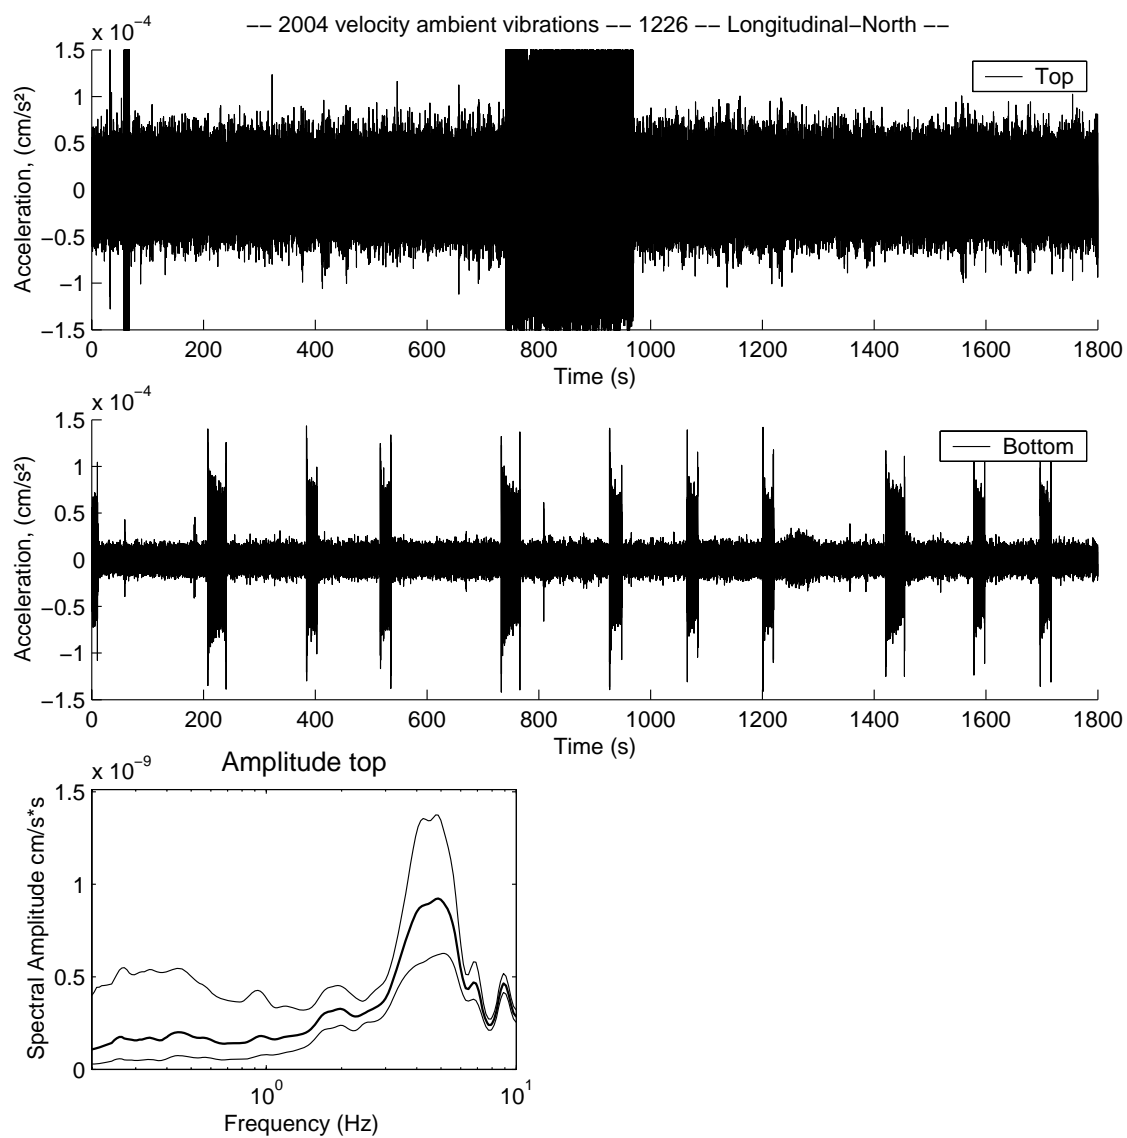 −− 2004 velocity ambient vibrations −− 1226 −− Longitudinal−North −−
x 10⁻⁴
1.5
1
0.5
0
−0.5
−1
−1.5
Acceleration, (cm/s²)
Top
0 200 400 600 800 1000 1200 1400 1600 1800
Time (s)
x 10⁻⁴
1.5
1
0.5
0
−0.5
−1
−1.5
Acceleration, (cm/s²)
Bottom
0 200 400 600 800 1000 1200 1400 1600 1800
Time (s)
Amplitude top
x 10⁻⁹
1.5
1
0.5
0
Spectral Amplitude cm/s*s
10⁰ 10¹
Frequency (Hz)